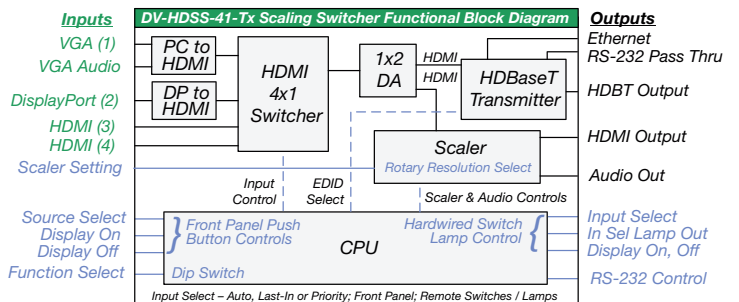 Inputs
DV-HDSS-41-Tx Scaling Switcher Functional Block Diagram
Outputs
VGA (1)
VGA Audio
DisplayPort (2)
HDMI (3)
HDMI (4)
Scaler Setting
PC to
HDMI
DP to
HDMI
HDMI
4x1
Switcher
1x2
DA
HDMI
HDMI
HDBaseT
Transmitter
Scaler
Rotary Resolution Select
Ethernet
RS-232 Pass Thru
HDBT Output
HDMI Output
Audio Out
Input
Control
EDID
Select
Scaler & Audio Controls
Source Select
Display On
Display Off
Function Select
} Front Panel Push
Button Controls
Dip Switch
CPU
Hardwired Switch {
Lamp Control
Input Select
In Sel Lamp Out
Display On, Off
RS-232 Control
Input Select – Auto, Last-In or Priority; Front Panel; Remote Switches / Lamps